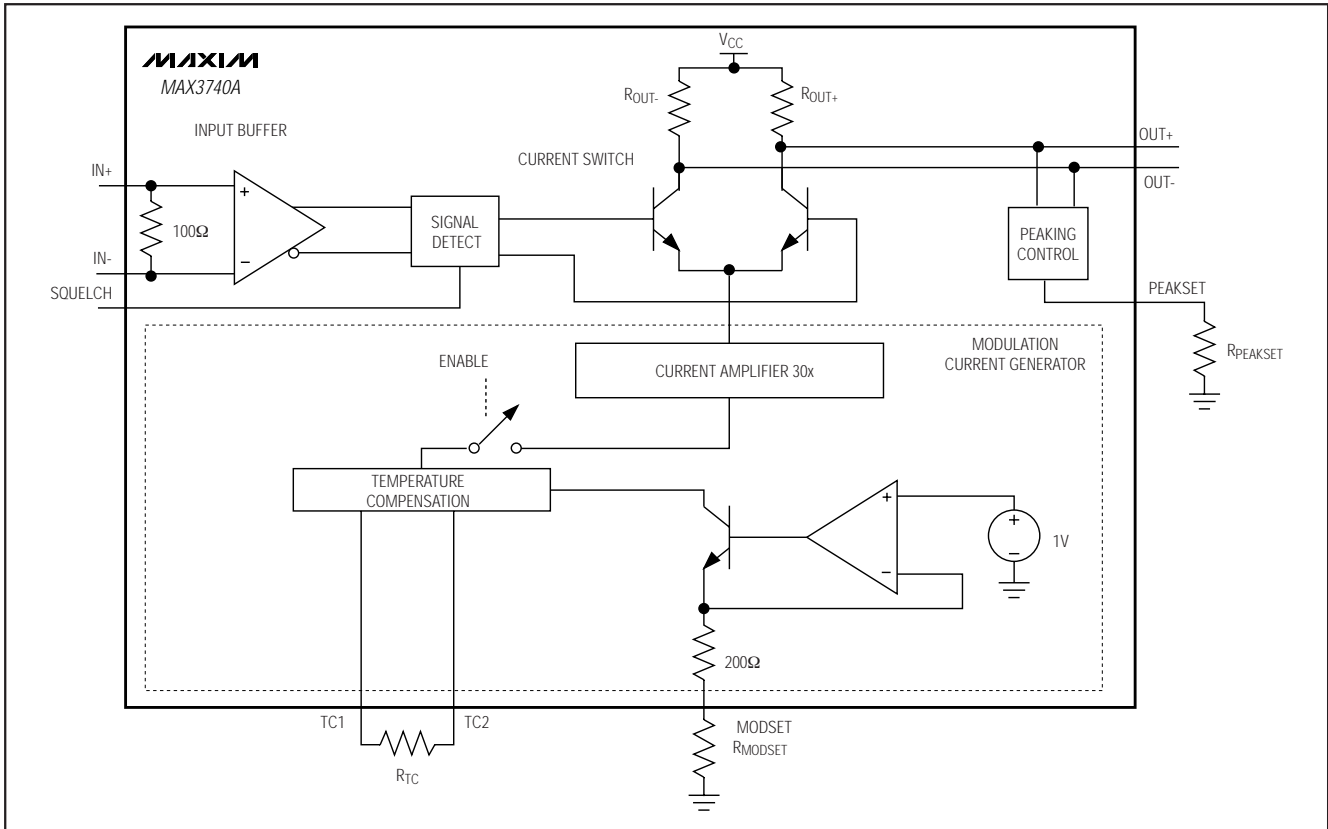 MAXIM
MAX3740A
VCC
ROUT-
ROUT+
INPUT BUFFER
OUT+
CURRENT SWITCH
IN+
OUT-
+
100Ω
SIGNAL
DETECT
PEAKING
CONTROL
IN-
−
SQUELCH
PEAKSET
MODULATION
CURRENT GENERATOR
RPEAKSET
ENABLE
CURRENT AMPLIFIER 30x
TEMPERATURE
COMPENSATION
+
+
1V
−
−
200Ω
TC1
TC2
MODSET
RMODSET
RTC